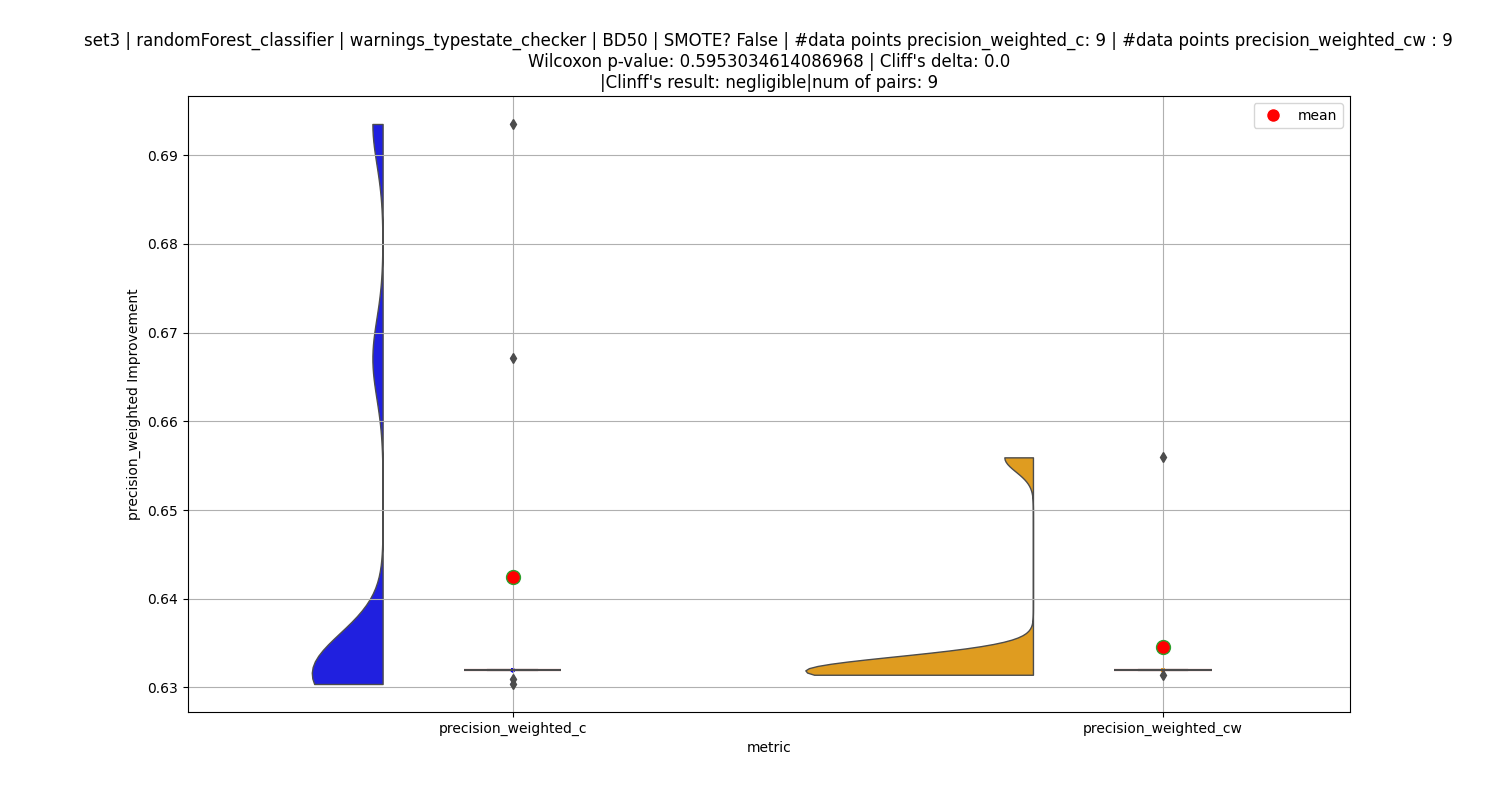 set3 | randomForest_classifier | warnings_typestate_checker | BD50 | SMOTE? False | #data points precision_weighted_c: 9 | #data points precision_weighted_cw : 9
Wilcoxon p-value: 0.5953034614086968 | Cliff's delta: 0.0
|Clinff's result: negligible|num of pairs: 9
mean
0.69
0.68
0.67
0.66
0.65
0.64
0.63
precision_weighted Improvement
precision_weighted_c
precision_weighted_cw
metric